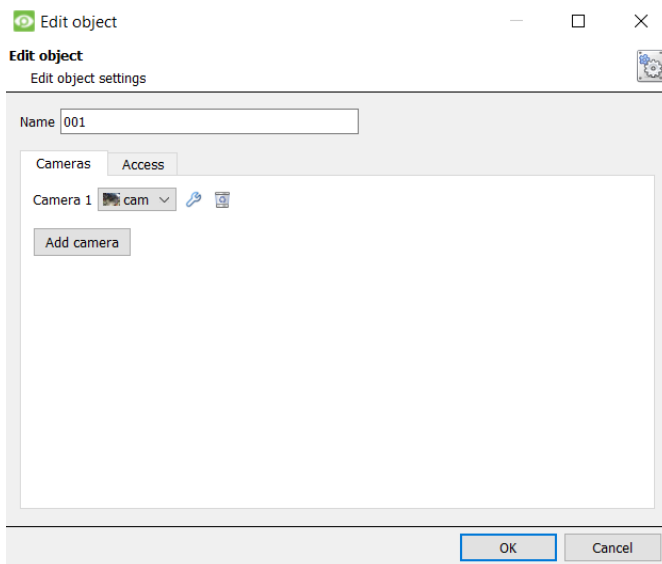 Edit object
Edit object
Edit object settings
Name 001
Cameras Access
Camera 1 cam
Add camera
OK Cancel